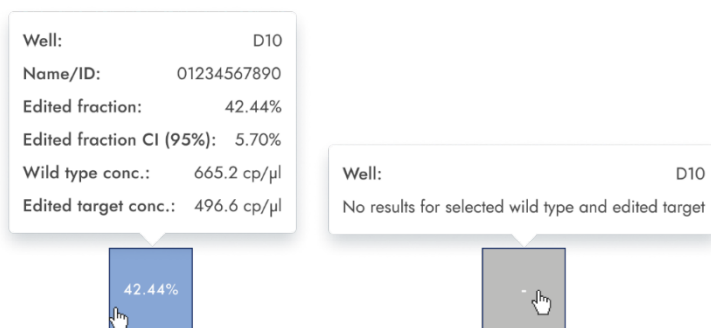 Well: D10
Name/ID: 01234567890
Edited fraction: 42.44%
Edited fraction CI (95%): 5.70%
Wild type conc.: 665.2 cp/µl
Edited target conc.: 496.6 cp/µl
42.44%
Well: D10
No results for selected wild type and edited target
-